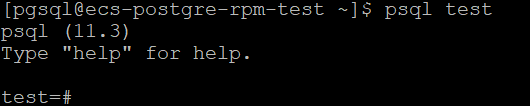 [pgsql@ecs-postgre-rpm-test ~]$ psql test
psql (11.3)
Type "help" for help.

test=#